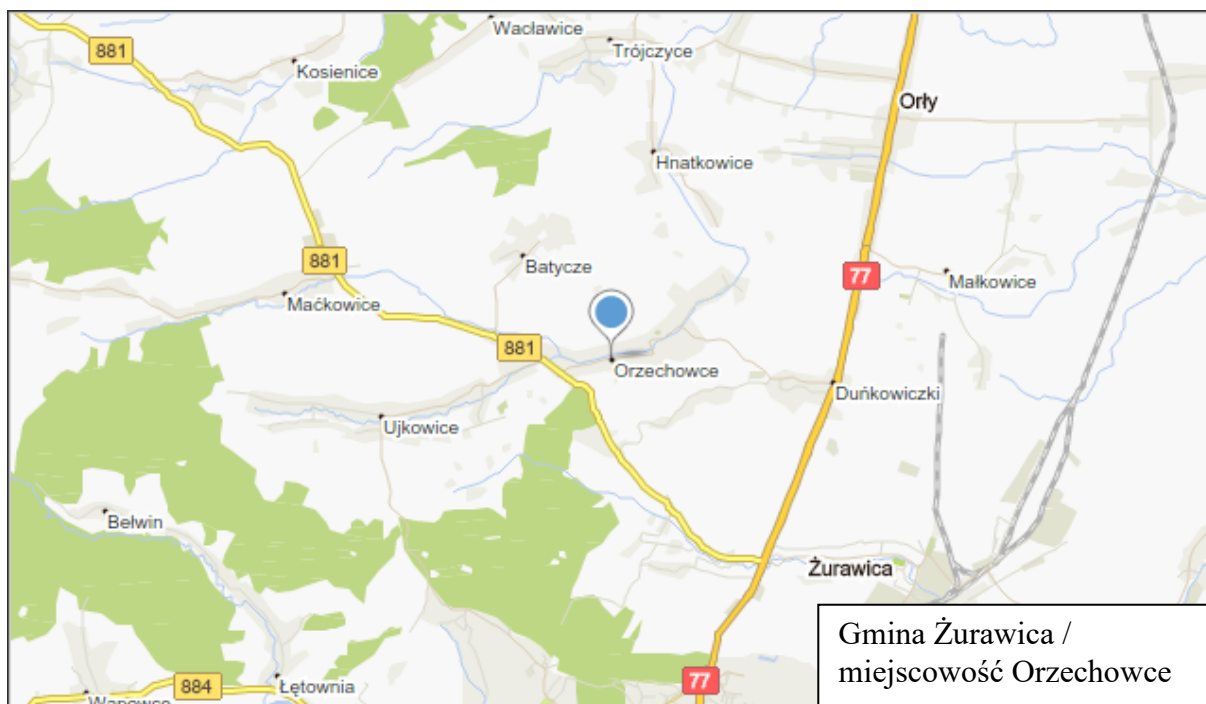 Wacławice
881
Trójczyce
Kosienice
Orły
Hnatkowice
881
Batycze
77
Małkowice
Maćkowice
881
Orzechowce
Duńkowiczki
Ujkowice
Bełwin
Żurawica
Gmina Żurawica /
miejscowość Orzechowce
884
Łętownia
77
Wapowce